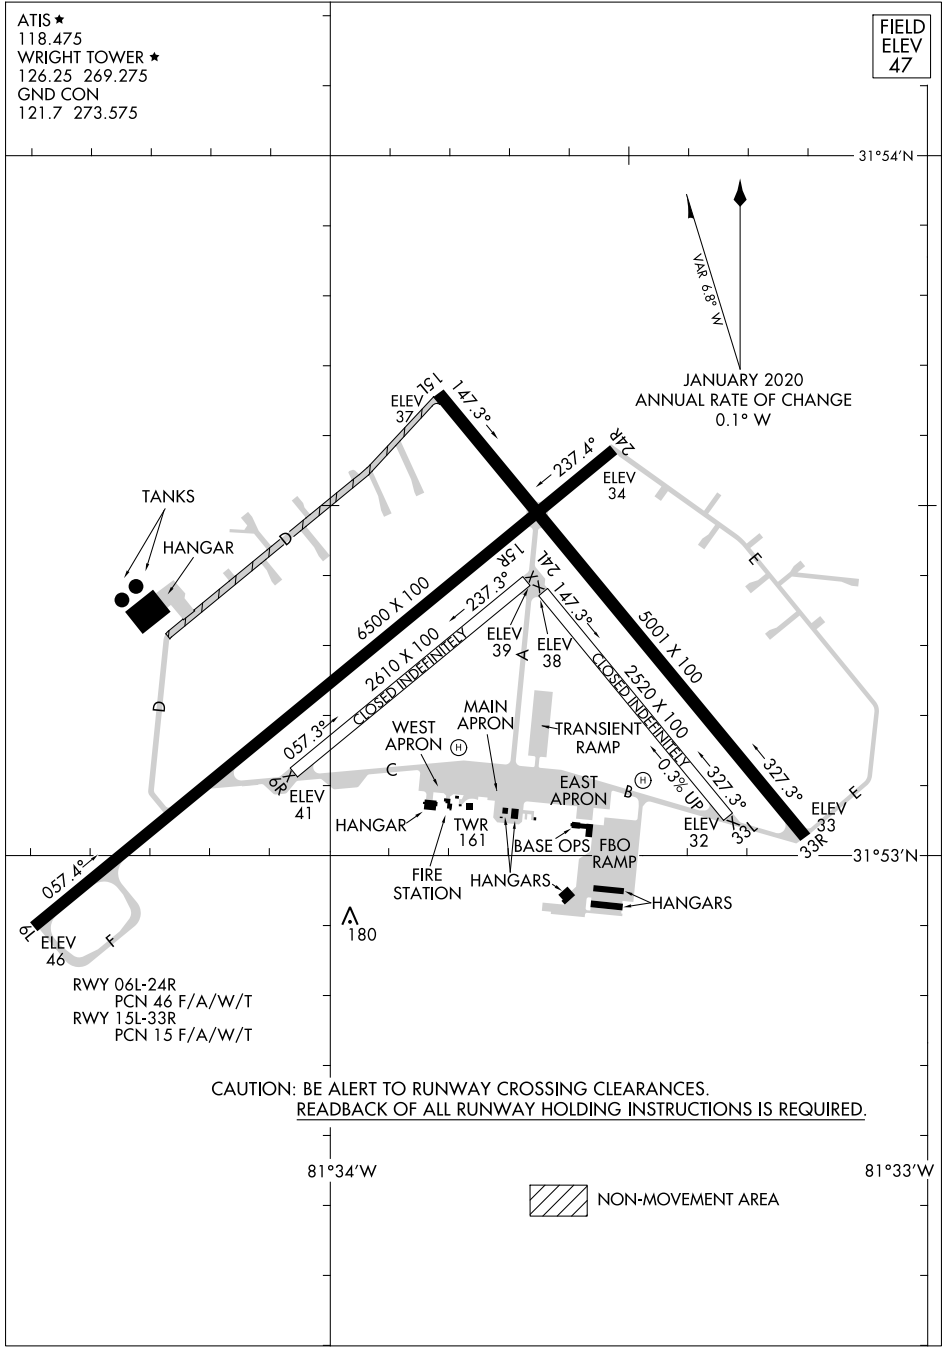 ATIS ★
118.475
WRIGHT TOWER ★
126.25 269.275
GND CON
121.7 273.575
FIELD
ELEV
47
31°54'N
VAR 6.8° W
JANUARY 2020
ANNUAL RATE OF CHANGE
0.1° W
15L
147.3°
ELEV
37
24R
237.4°
ELEV
34
TANKS
HANGAR
D
E
15R
24L
6500 X 100
237.3°
147.3°
5001 X 100
ELEV
39
ELEV
38
A
2610 X 100
CLOSED INDEFINITELY
2520 X 100
CLOSED INDEFINITELY
D
057.3°
MAIN
APRON
WEST
APRON
H
TRANSIENT
RAMP
C
X
X
X
X
6R
ELEV
41
EAST
APRON
H
B
0.3% UP
327.3°
327.3°
E
ELEV
33
33R
33L
ELEV
32
HANGAR
TWR
161
BASE OPS
FBO
RAMP
31°53'N
057.4°
FIRE
STATION
HANGARS
HANGARS
180
6L
ELEV
46
F
RWY 06L-24R
PCN 46 F/A/W/T
RWY 15L-33R
PCN 15 F/A/W/T
CAUTION: BE ALERT TO RUNWAY CROSSING CLEARANCES.
READBACK OF ALL RUNWAY HOLDING INSTRUCTIONS IS REQUIRED.
81°34'W
81°33'W
NON-MOVEMENT AREA